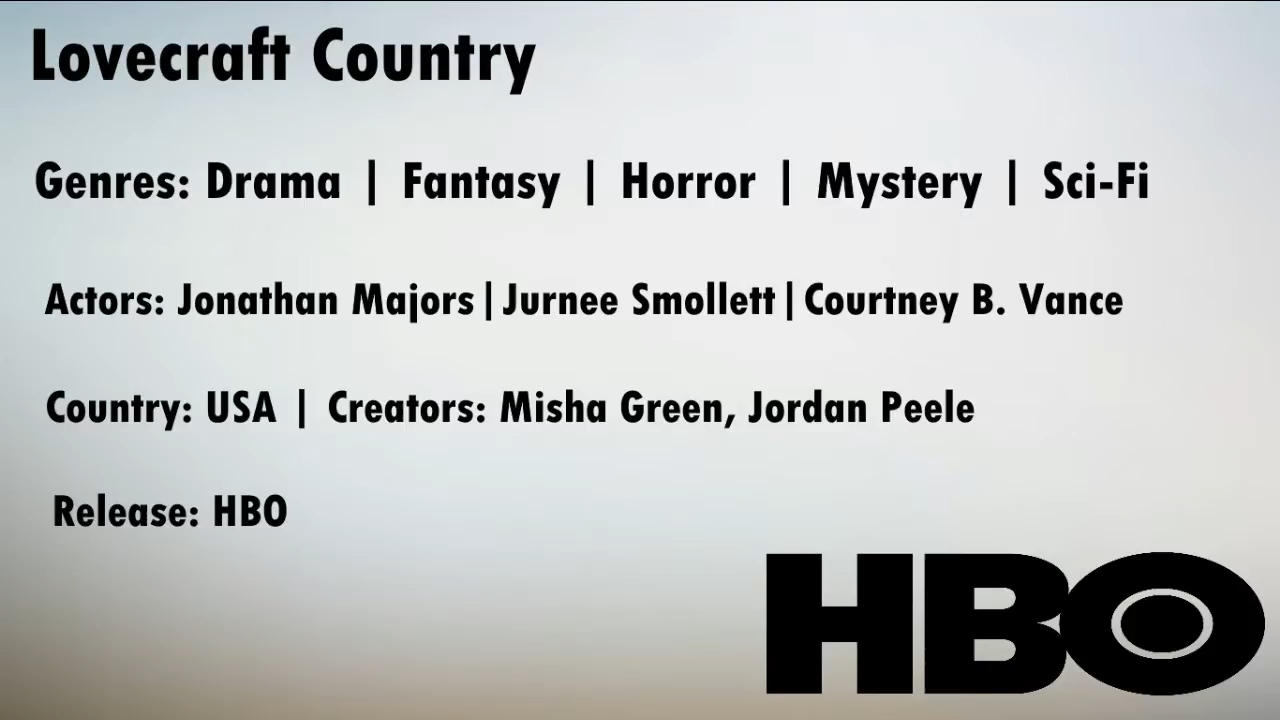 Lovecraft Country
Genres: Drama | Fantasy | Horror | Mystery | Sci-Fi
Actors: Jonathan Majors|Jurnee Smollett|Courtney B. Vance
Country: USA | Creators: Misha Green, Jordan Peele
Release: HBO
HBO